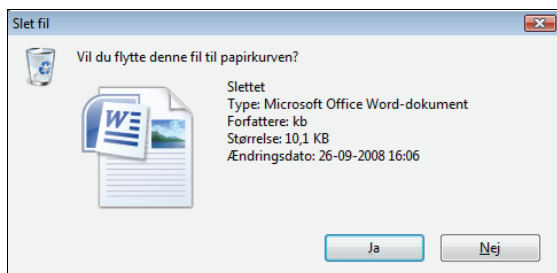 Slet fil
Vil du flytte denne fil til papirkurven?
Slettet
Type: Microsoft Office Word-dokument
Forfattere: kb
Størrelse: 10,1 KB
Ændringsdato: 26-09-2008 16:06
W
Ja
Nej